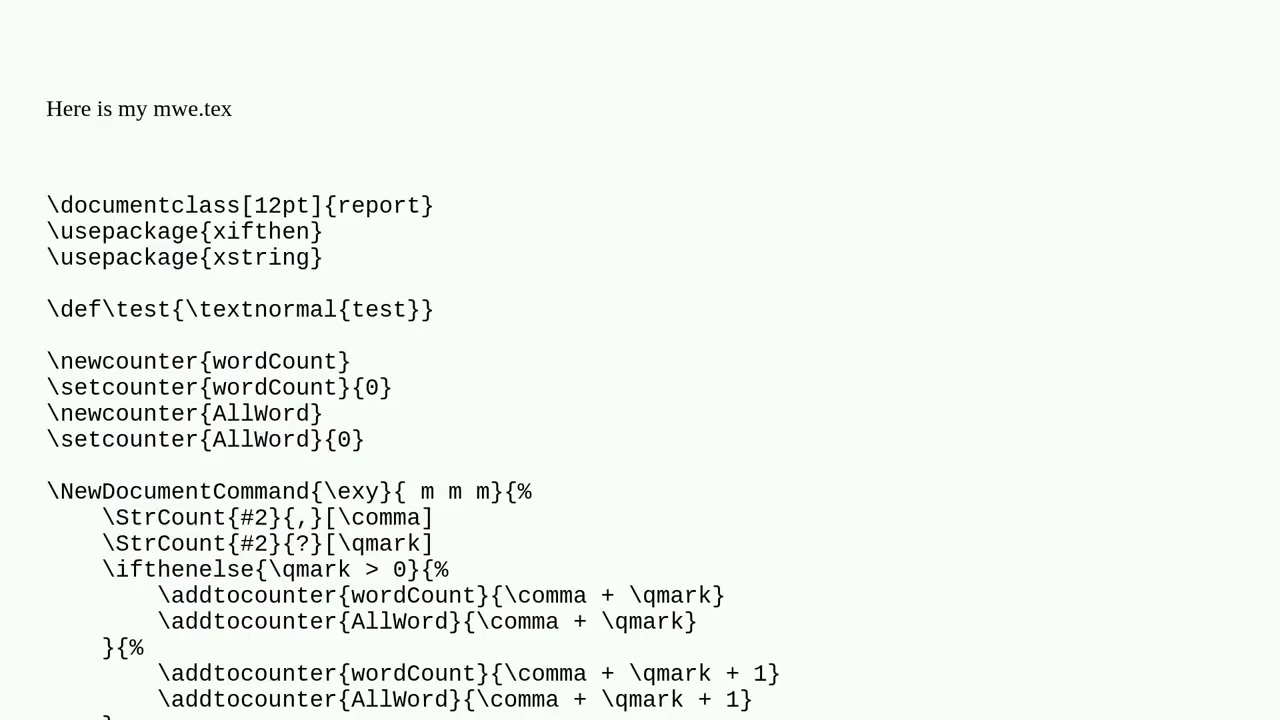 Here is my mwe.tex
\documentclass[12pt]{report}
\usepackage{xifthen}
\usepackage{xstring}
\def\test{\textnormal{test}}
\newcounter{wordCount}
\setcounter{wordCount}{0}
\newcounter{AllWord}
\setcounter{AllWord}{0}
\NewDocumentCommand{\exy}{ m m m}{%
    \StrCount{#2}{,}[\comma]
    \StrCount{#2}{?}[\qmark]
    \ifthenelse{\qmark > 0}{%
        \addtocounter{wordCount}{\comma + \qmark}
        \addtocounter{AllWord}{\comma + \qmark}
    }{%
        \addtocounter{wordCount}{\comma + \qmark + 1}
        \addtocounter{AllWord}{\comma + \qmark + 1}
    }